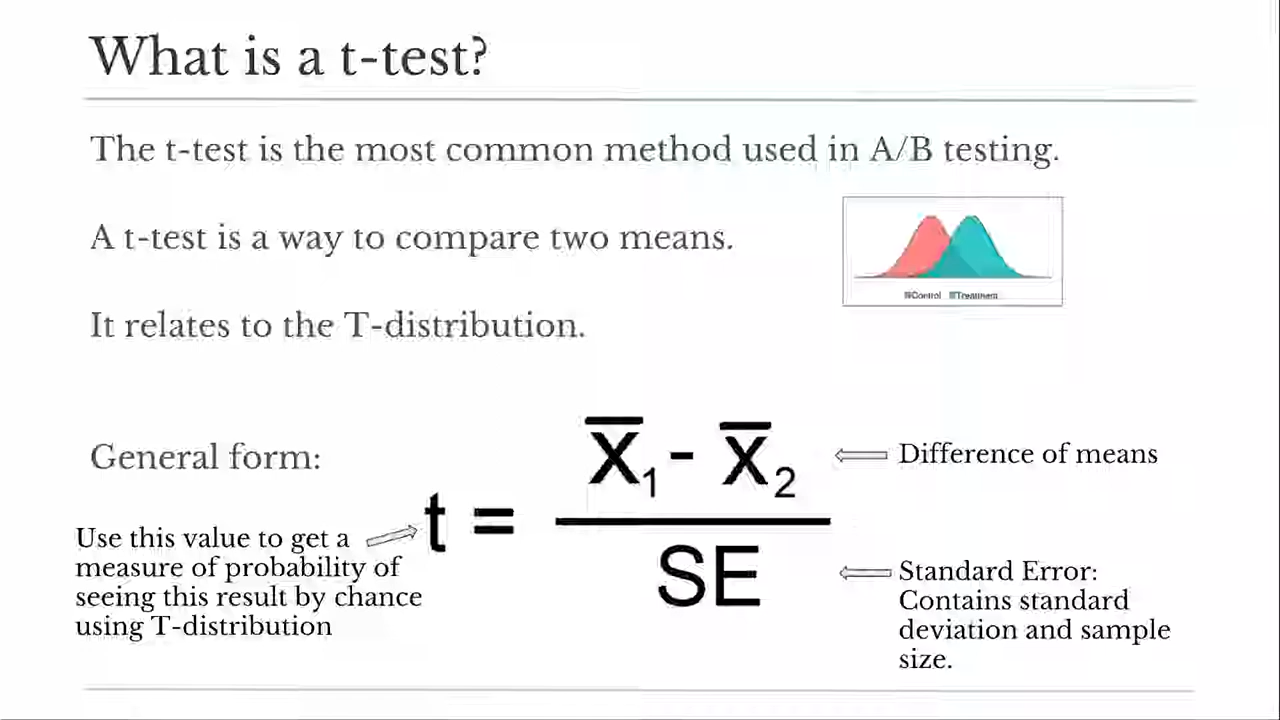 What is a t-test?
The t-test is the most common method used in A/B testing.
A t-test is a way to compare two means.
Control Treatment
It relates to the T-distribution.
General form:
t = x̅₁ - x̅₂
SE
Difference of means
Use this value to get a
measure of probability of
seeing this result by chance
using T-distribution
Standard Error:
Contains standard
deviation and sample
size.